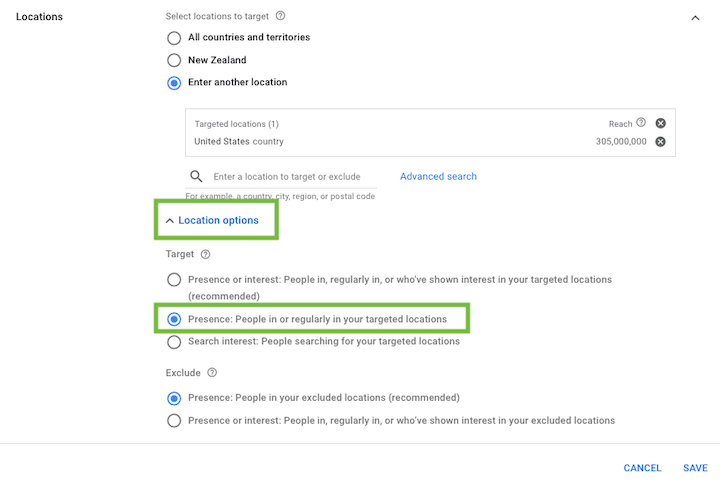 Locations
Select locations to target
All countries and territories
New Zealand
Enter another location
Targeted locations (1) Reach
United States country 305,000,000
Enter a location to target or exclude Advanced search
For example, a country, city, region, or postal code
Location options
Target
Presence or interest: People in, regularly in, or who've shown interest in your targeted locations
(recommended)
Presence: People in or regularly in your targeted locations
Search interest: People searching for your targeted locations
Exclude
Presence: People in your excluded locations (recommended)
Presence or interest: People in, regularly in, or who've shown interest in your excluded locations
CANCEL SAVE